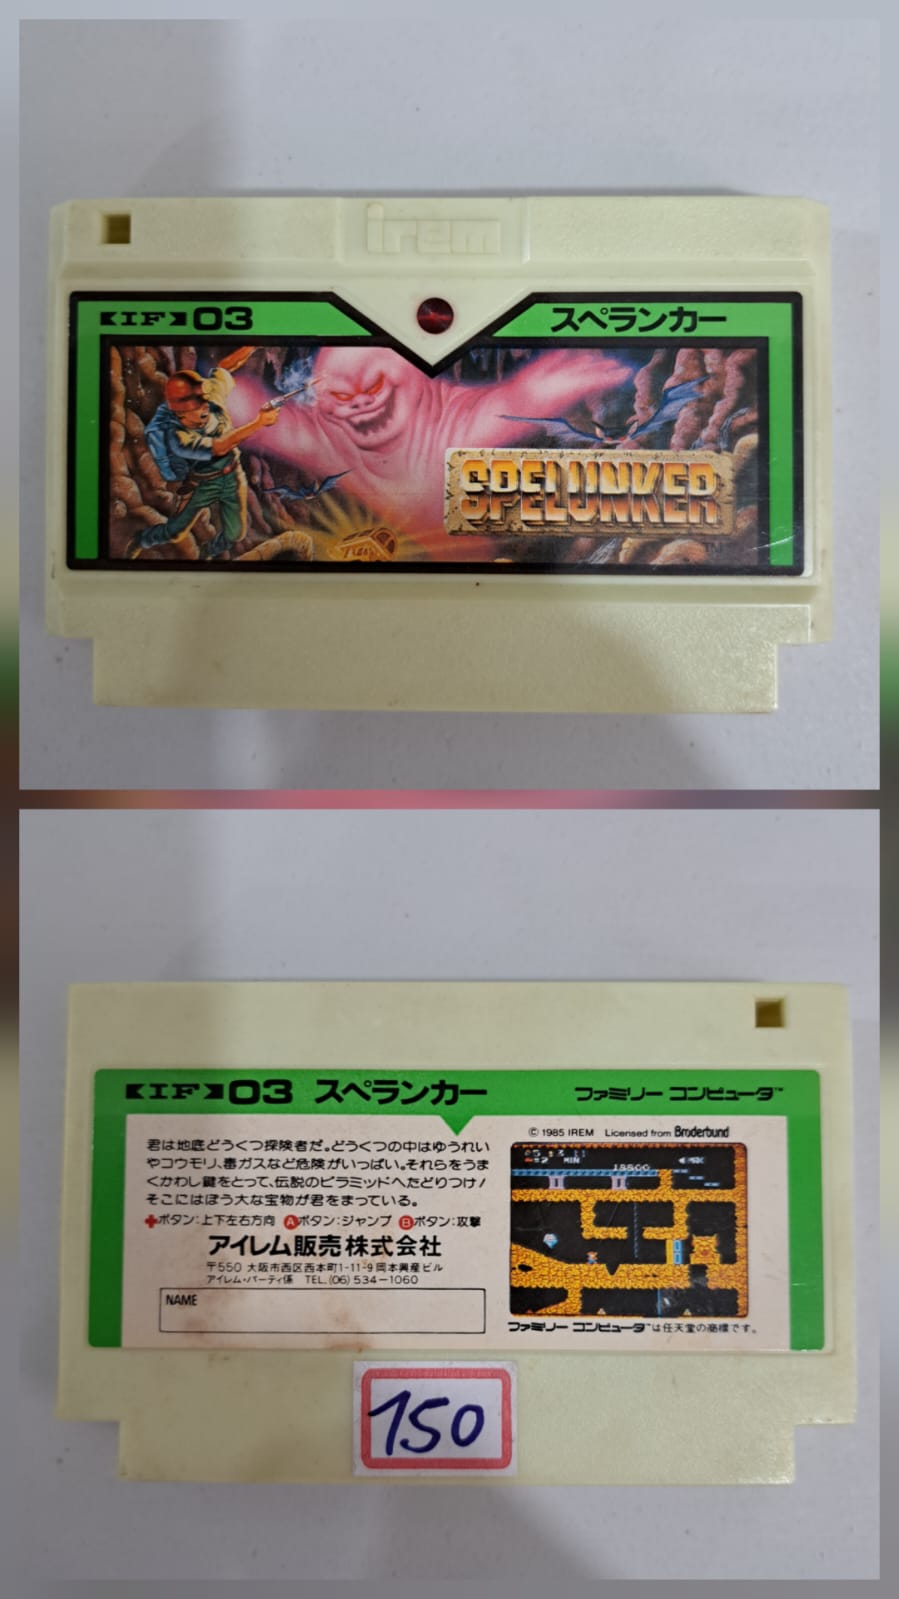 irem
IF 03
スペランカー
SPELUNKER
TM
IF 03 スペランカー
ファミリー コンピュータ™
君は地底どうくつ探険者だ。どうくつの中はゆうれい
やコウモリ、毒ガスなど危険がいっぱい。それらをうま
くかわし鍵をとって、伝説のピラミッドへたどりつけ!
そこにはぼう大な宝物が君をまっている。
ボタン:上下左右方向 Aボタン:ジャンプ Bボタン:攻撃
アイレム販売株式会社
〒550 大阪市西区西本町1-11-9 岡本興産ビル
アイレム・パーティ係 TEL.(06)534-1060
NAME
© 1985 IREM Licensed from Brøderbund
MIN
18800
ファミリー コンピュータ™は任天堂の商標です。
150